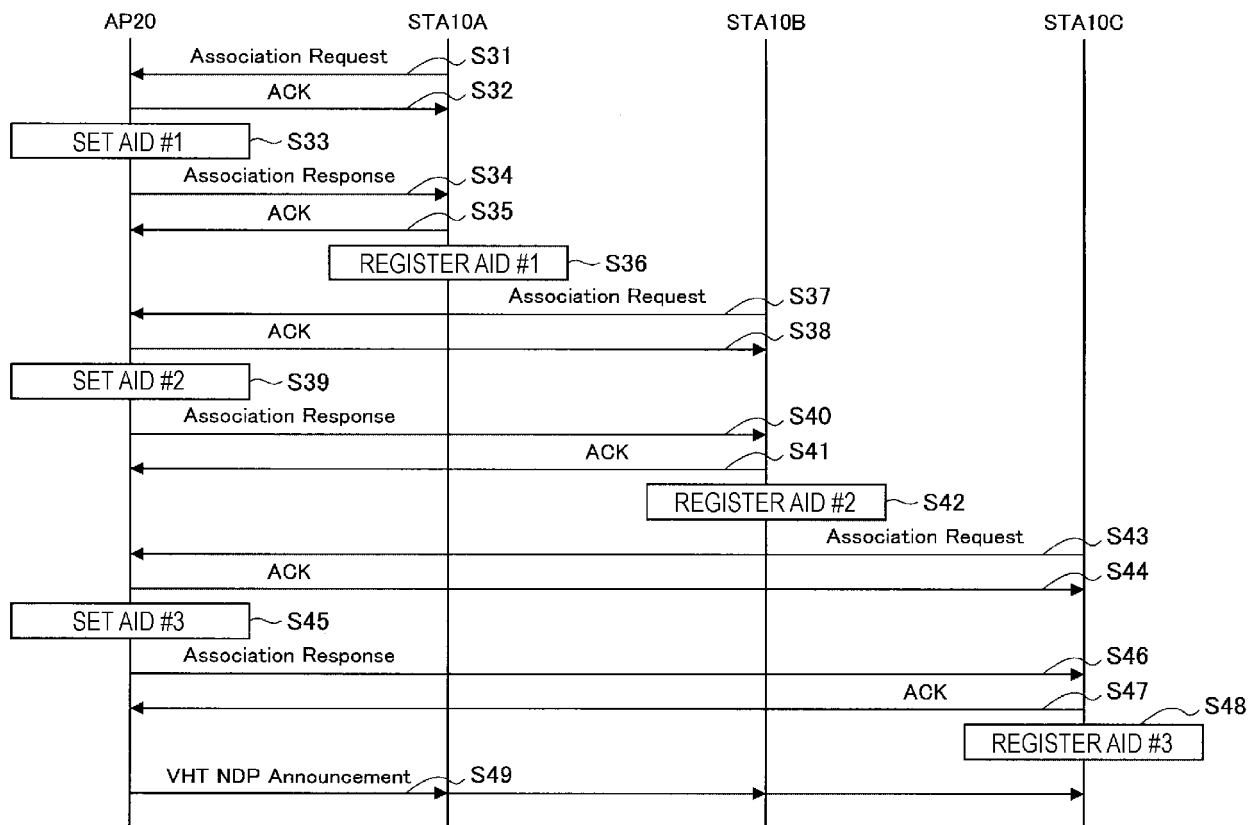 AP20 STA10A STA10B STA10C
Association Request S31
ACK S32
SET AID #1 S33
Association Response S34
ACK S35
REGISTER AID #1 S36
Association Request S37
ACK S38
SET AID #2 S39
Association Response S40
ACK S41
REGISTER AID #2 S42
Association Request S43
ACK S44
SET AID #3 S45
Association Response S46
ACK S47
REGISTER AID #3 S48
VHT NDP Announcement S49